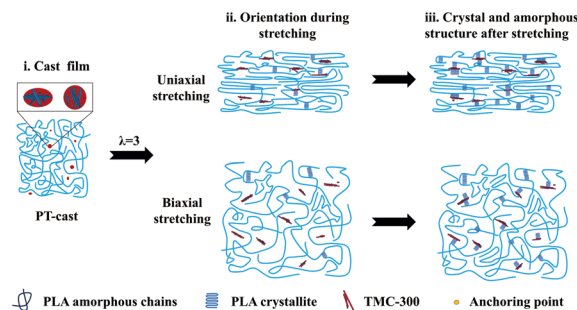 ii. Orientation during
stretching
iii. Crystal and amorphous
structure after stretching
i. Cast film
Uniaxial
stretching
λ=3
PT-cast
Biaxial
stretching
PLA amorphous chains
PLA crystallite
TMC-300
Anchoring point